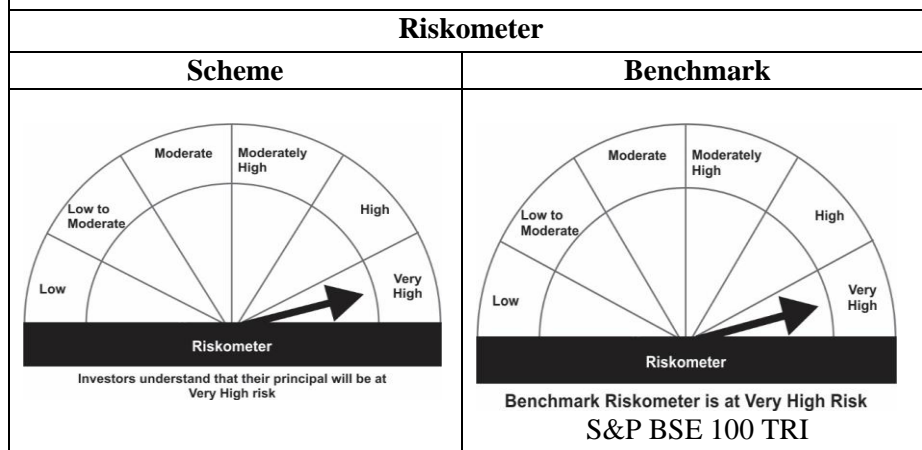 Riskometer
Scheme
Benchmark
Moderate
Moderately
High
Low to
Moderate
High
Low
Very
High
Riskometer
Investors understand that their principal will be at
Very High risk
Moderate
Moderately
High
Low to
Moderate
High
Low
Very
High
Riskometer
Benchmark Riskometer is at Very High Risk
S&P BSE 100 TRI